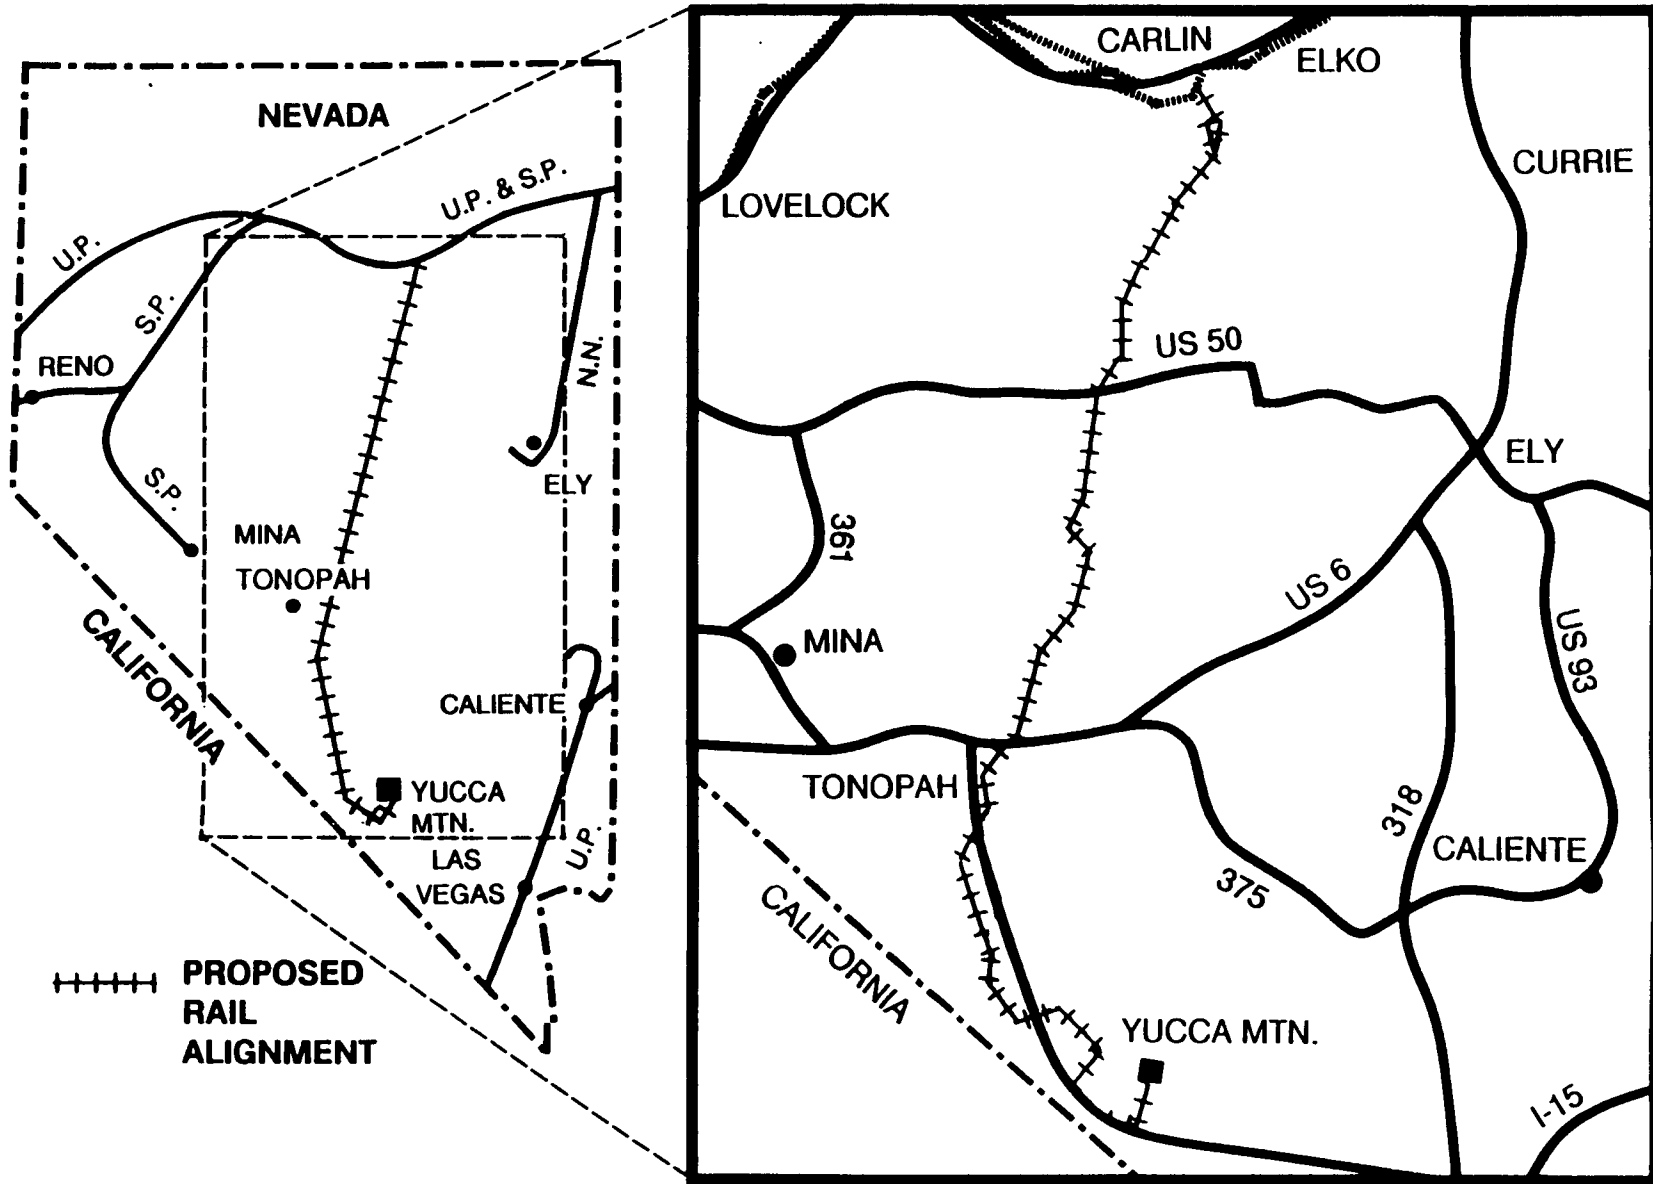 NEVADA
U.P. & S.P.
U.P.
S.P.
RENO
N.N.
S.P.
ELY
MINA
TONOPAH
CALIFORNIA
CALIENTE
YUCCA
MTN.
LAS
VEGAS
U.P.
PROPOSED
RAIL
ALIGNMENT
CARLIN
ELKO
CURRIE
LOVELOCK
US 50
ELY
361
US 6
MINA
US 93
TONOPAH
318
CALIENTE
375
CALIFORNIA
YUCCA MTN.
I-15